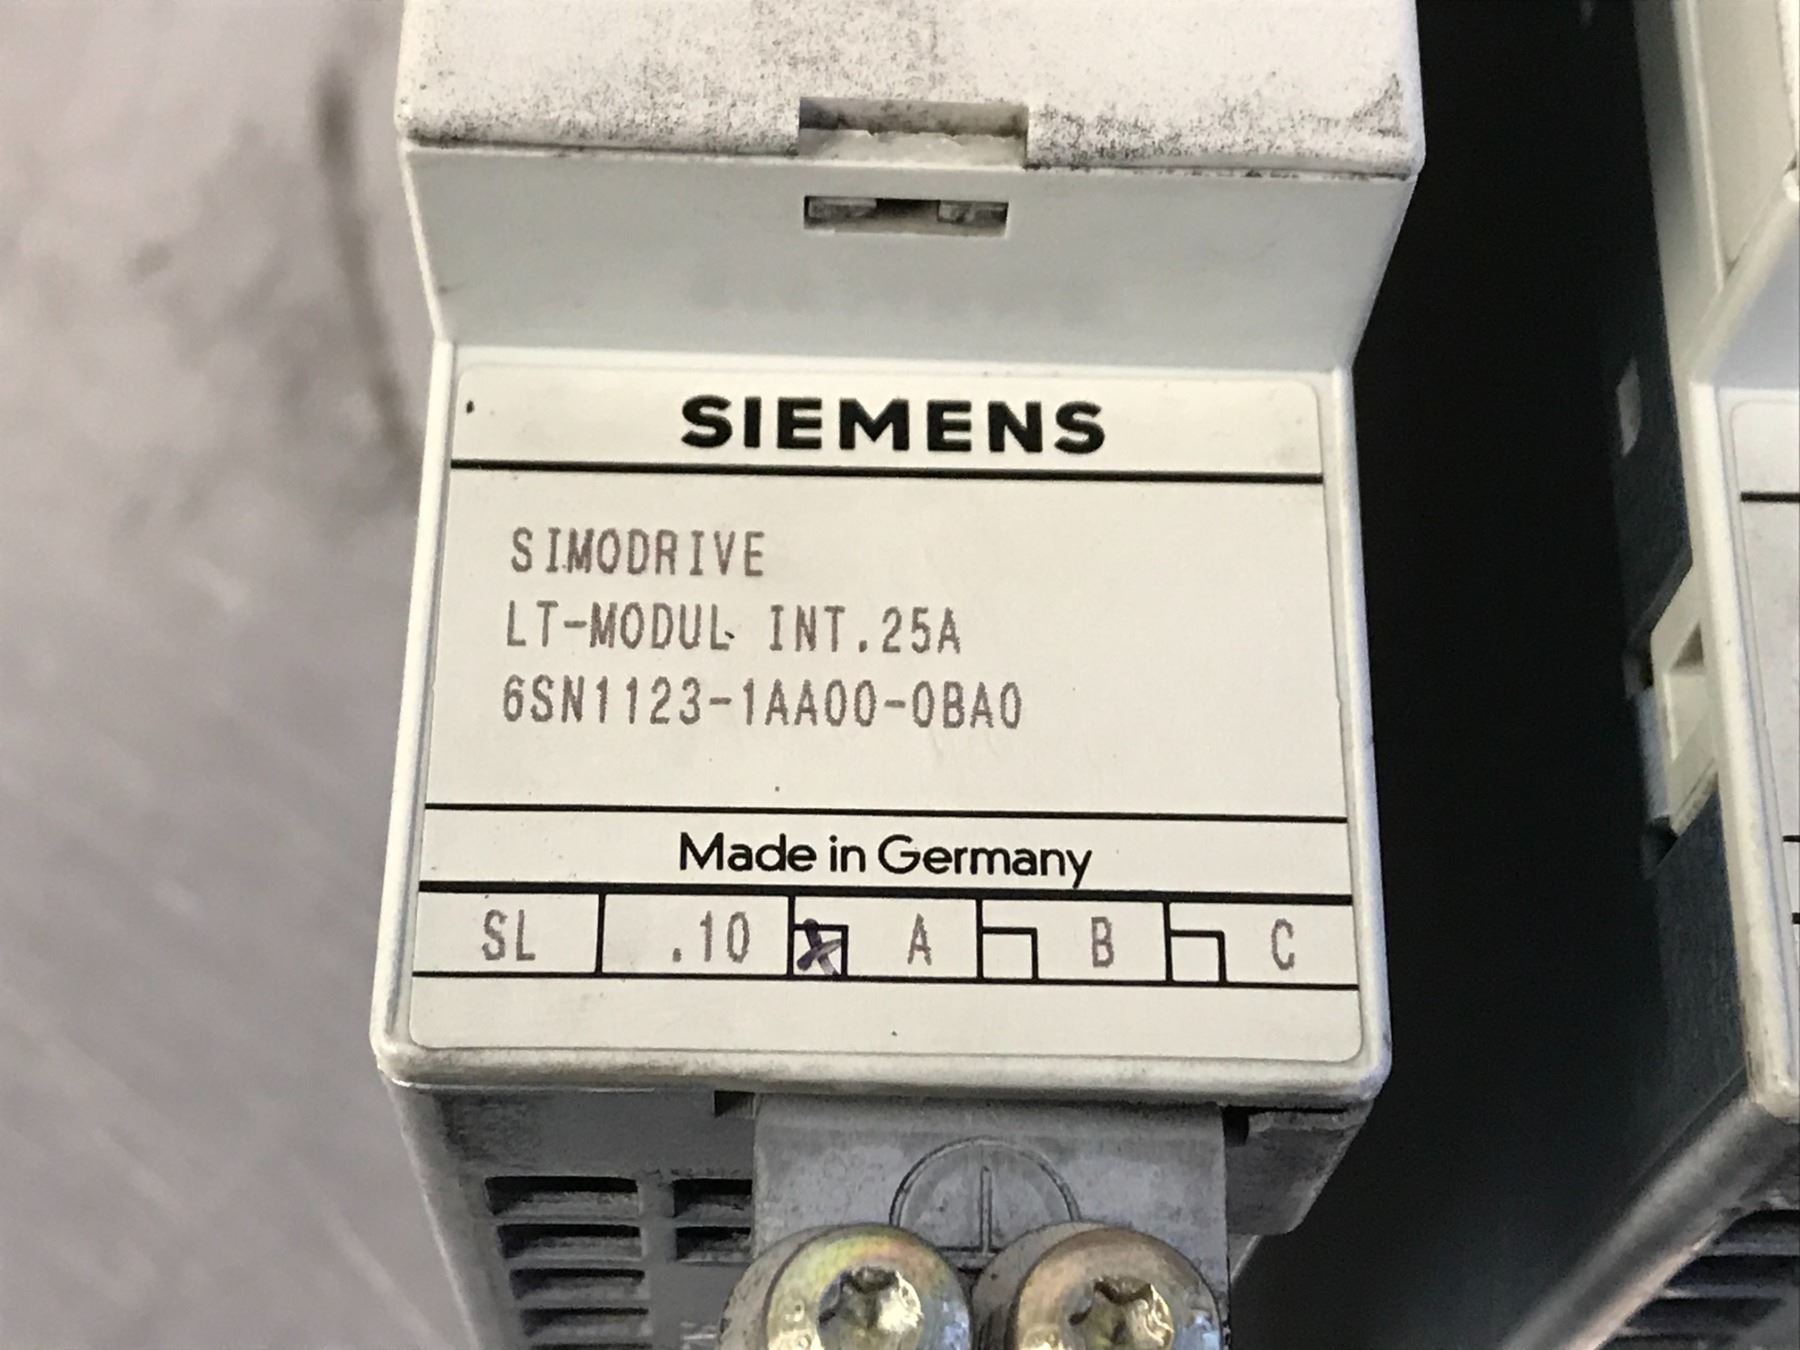 SIEMENS
SIMODRIVE
LT-MODUL INT.25A
6SN1123-1AA00-0BA0
Made in Germany
SL .10 A B C